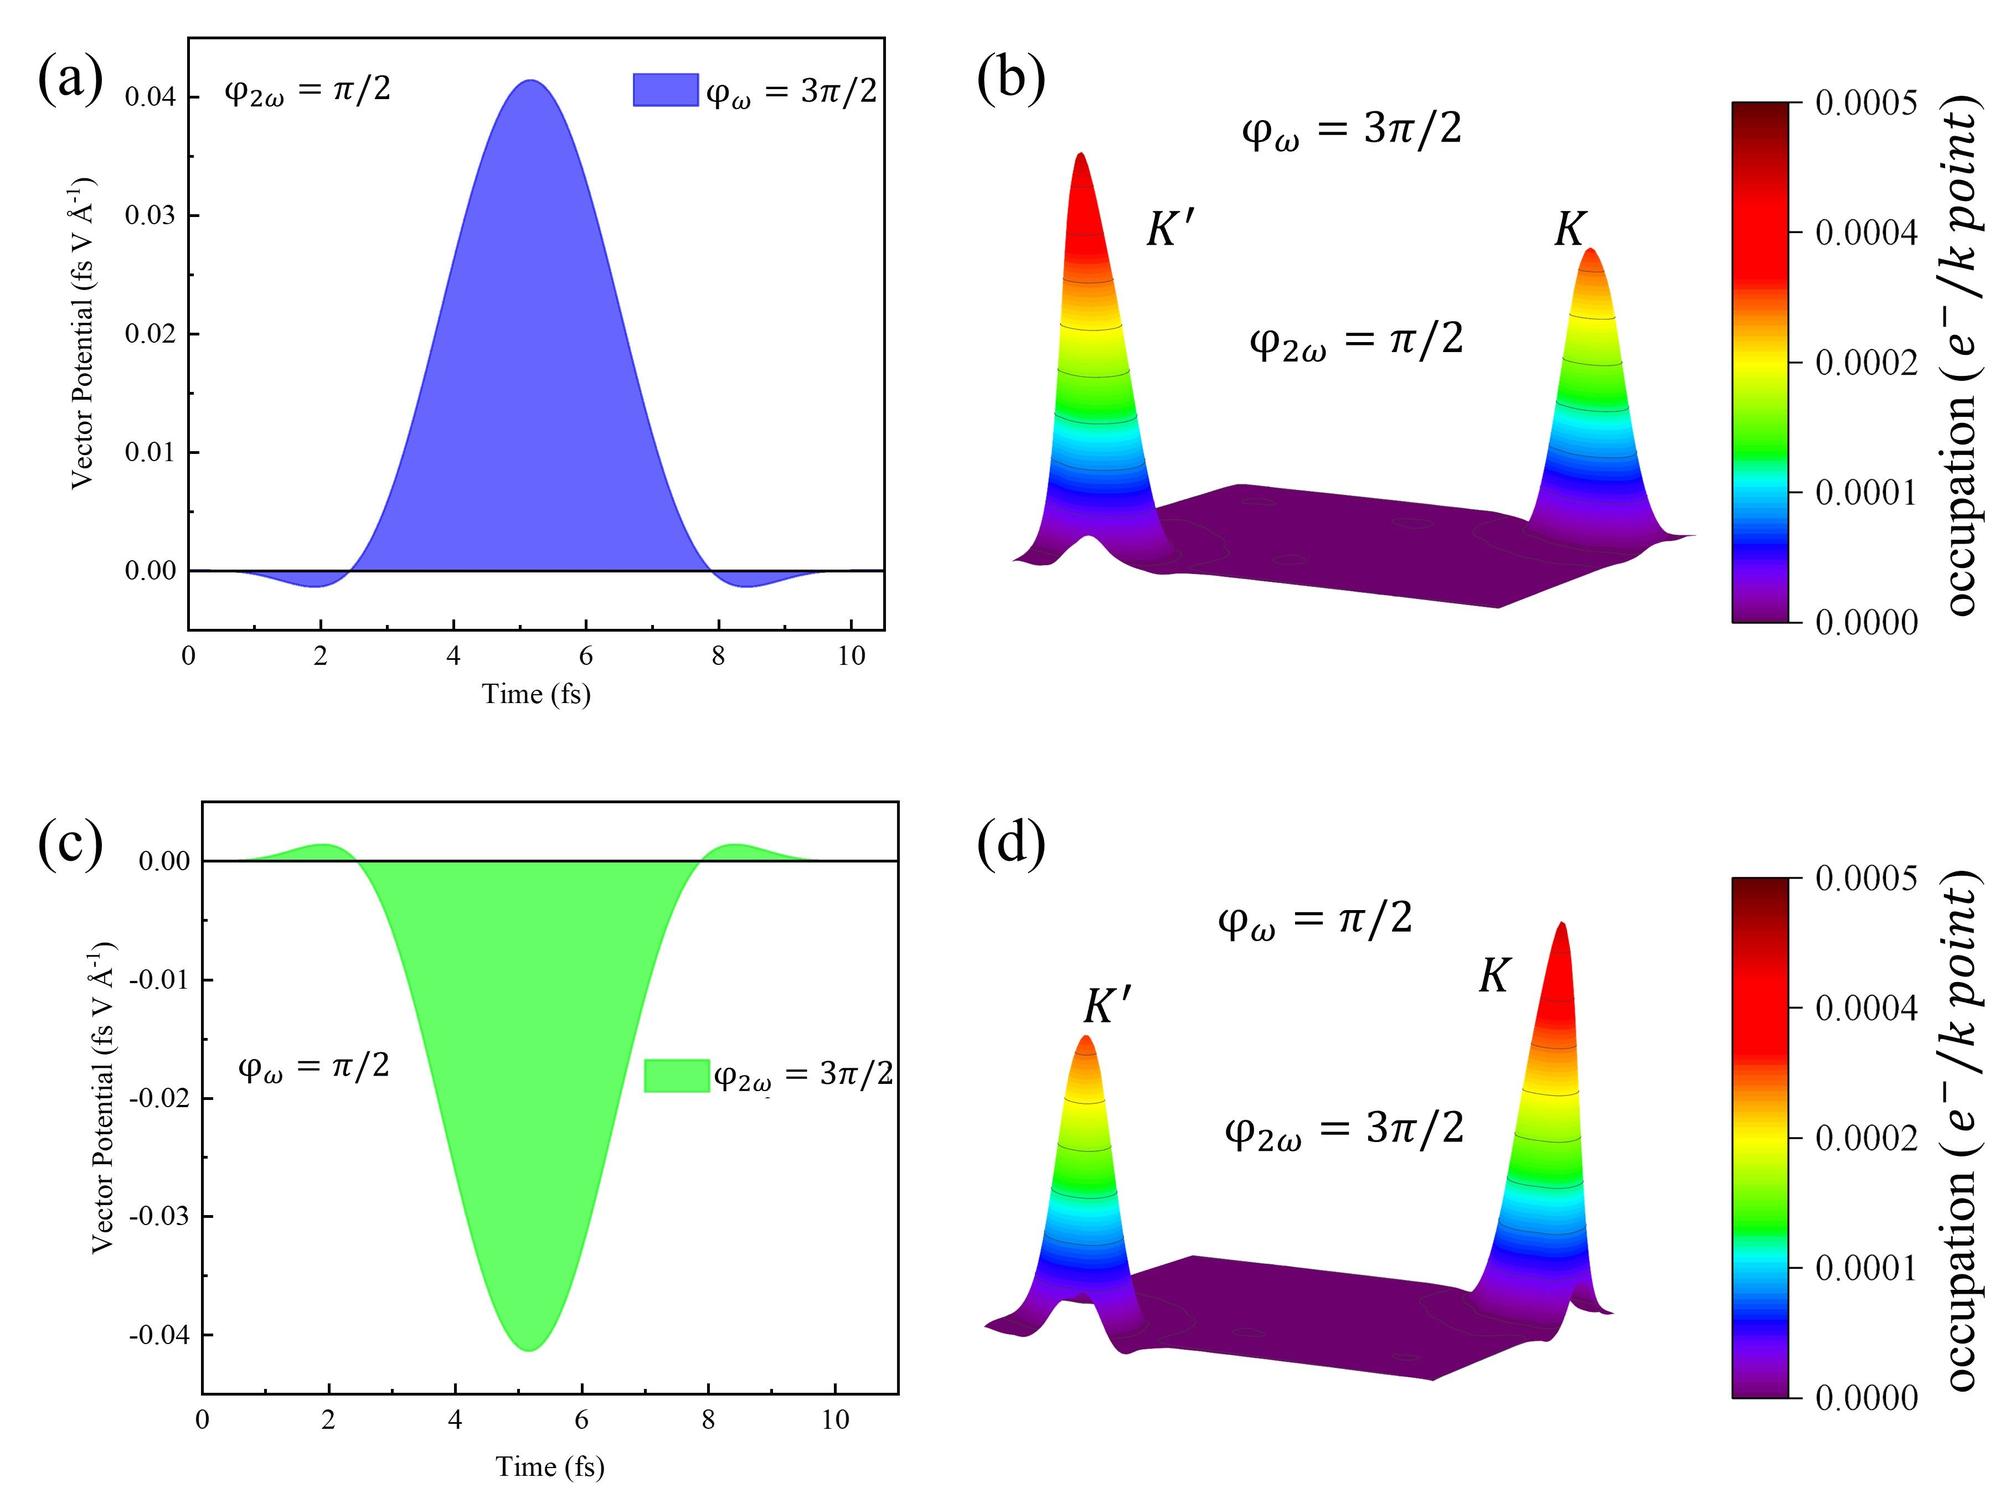 (a)
φ2ω = π/2
φω = 3π/2
0.04
0.03
0.02
0.01
0.00
Vector Potential (fs V Å-1)
0 2 4 6 8 10
Time (fs)
(b)
φω = 3π/2
K′
K
φ2ω = π/2
0.0005
0.0004
0.0002
0.0001
0.0000
occupation ( e− / k point)
(c)
0.00
-0.01
-0.02
-0.03
-0.04
Vector Potential (fs V Å-1)
φω = π/2
φ2ω = 3π/2
0 2 4 6 8 10
Time (fs)
(d)
φω = π/2
K
K′
φ2ω = 3π/2
0.0005
0.0004
0.0002
0.0001
0.0000
occupation ( e− / k point)